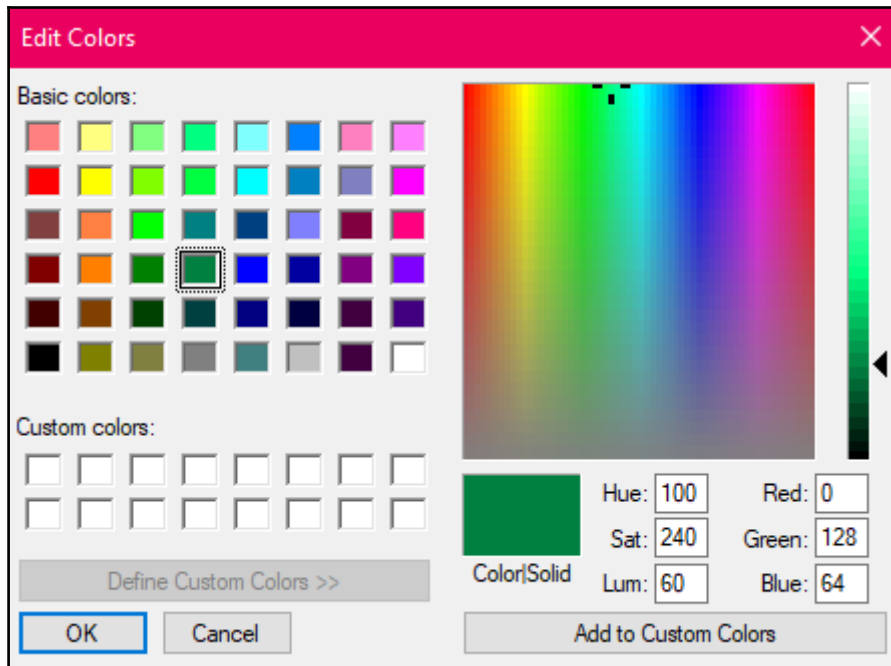 Edit Colors
Basic colors:
Custom colors:
Define Custom Colors >>
OK Cancel
Color|Solid
Hue: 100 Red: 0
Sat: 240 Green: 128
Lum: 60 Blue: 64
Add to Custom Colors